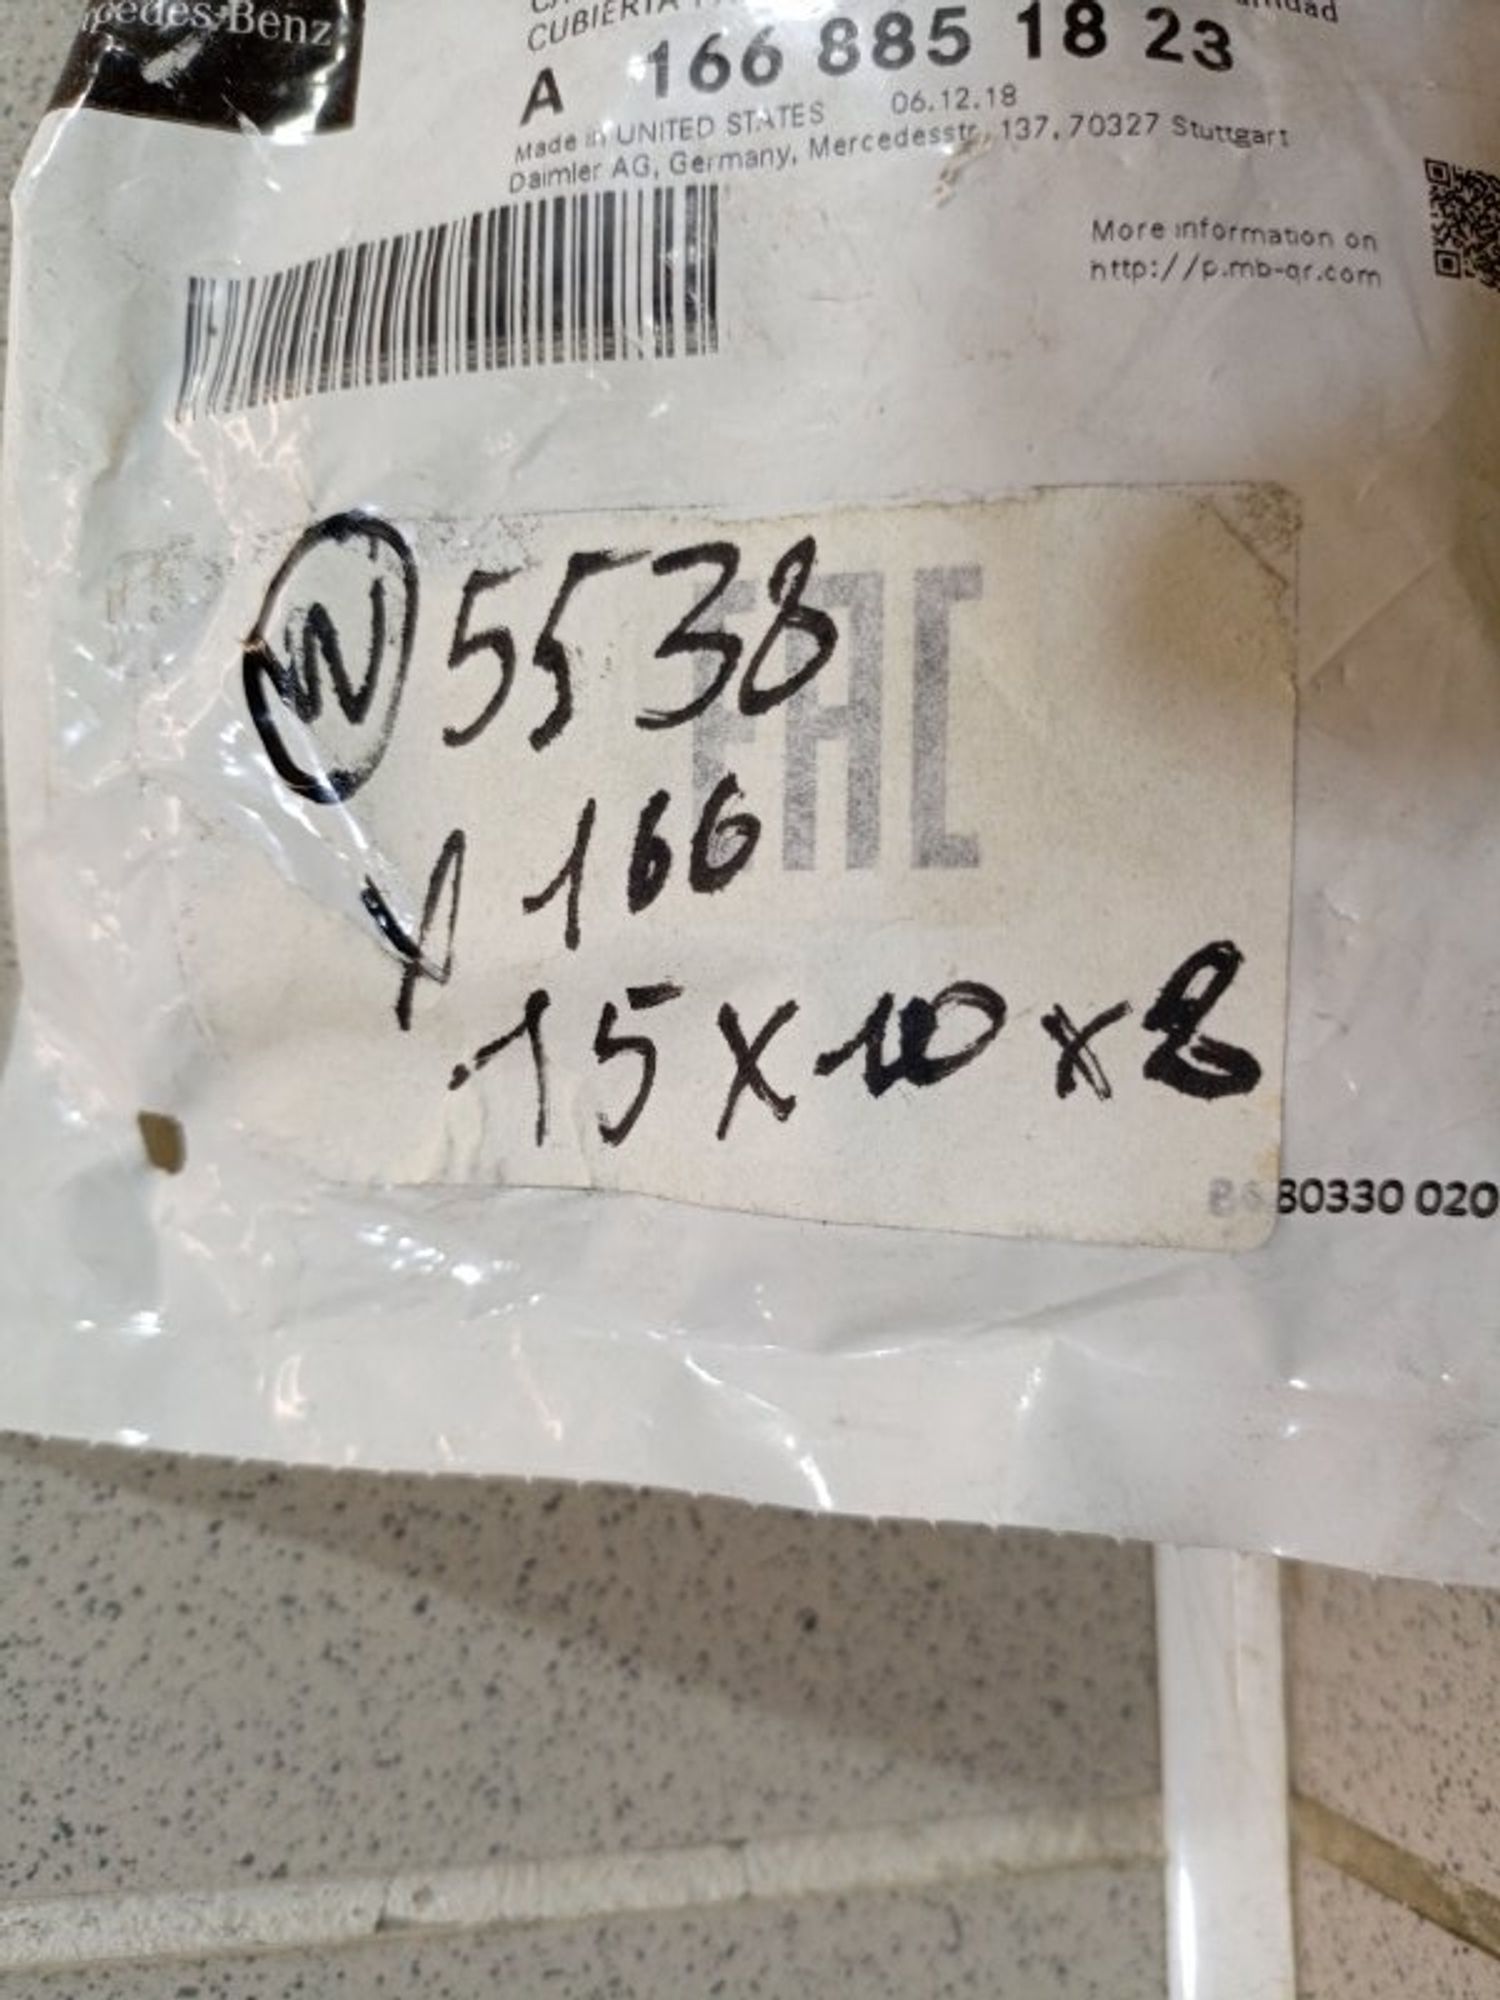 Mercedes-Benz
CUBIERTA
A 166 885 18 23
Made in UNITED STATES 06.12.18
Daimler AG, Germany, Mercedesstr. 137, 70327 Stuttgart
More information on
http://p.mb-qr.com
5538
EAC
A 166
15 x 10 x 8
80330 020